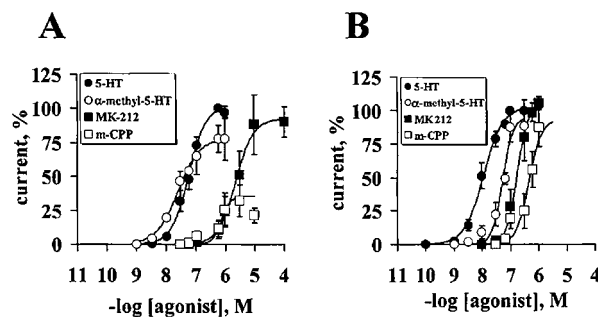 A
5-HT
α-methyl-5-HT
MK-212
m-CPP
125
100
75
50
25
0
current, %
11 10 9 8 7 6 5 4
-log [agonist], M
B
5-HT
α-methyl-5-HT
MK212
m-CPP
125
100
75
50
25
0
current, %
11 10 9 8 7 6 5 4
-log [agonist], M